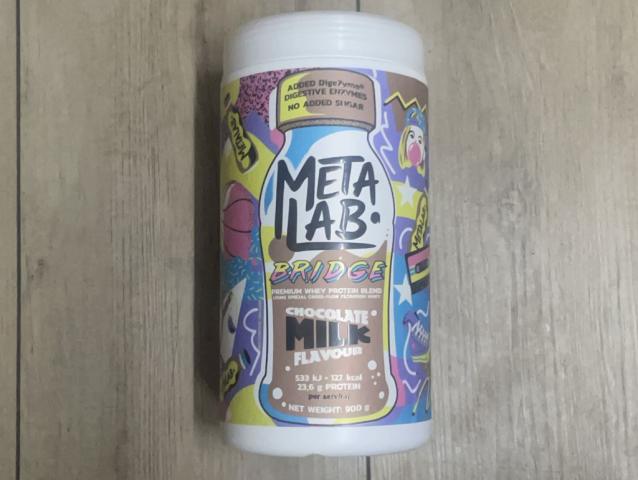 ADDED DigeZyme®
DIGESTIVE ENZYMES
NO ADDED SUGAR
META
LAB
BRIDGE
PREMIUM WHEY PROTEIN BLEND
CHOCOLATE
MILK
FLAVOUR
533 kJ • 127 kcal
23,6 g PROTEIN
per serving
NET WEIGHT: 900 g